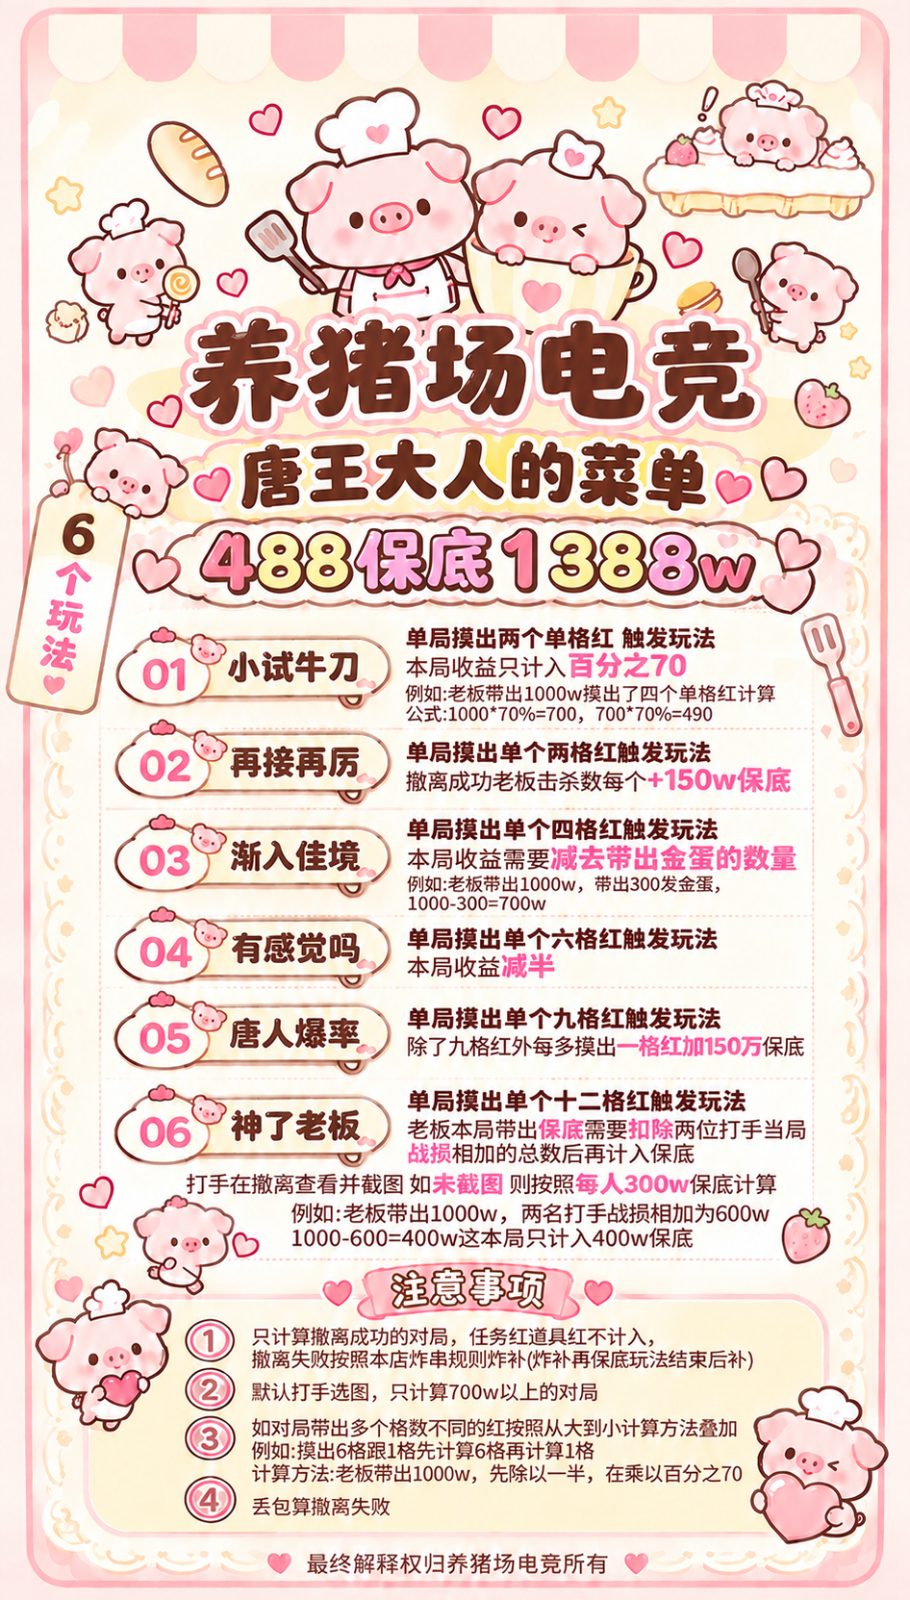 养猪场电竞
唐王大人的菜单
488保底1388w
6个玩法
01 小试牛刀
单局摸出两个单格红 触发玩法
本局收益只计入百分之70
例如:老板带出1000w摸出了四个单格红计算
公式:1000*70%=700，700*70%=490
02 再接再厉
单局摸出单个两格红触发玩法
撤离成功老板击杀数每个+150w保底
03 渐入佳境
单局摸出单个四格红触发玩法
本局收益需要减去带出金蛋的数量
例如:老板带出1000w，带出300发金蛋，
1000-300=700w
04 有感觉吗
单局摸出单个六格红触发玩法
本局收益减半
05 唐人爆率
单局摸出单个九格红触发玩法
除了九格红外每多摸出一格红加150万保底
06 神了老板
单局摸出单个十二格红触发玩法
老板本局带出保底需要扣除两位打手当局
战损相加的总数后再计入保底
打手在撤离查看并截图 如未截图 则按照每人300w保底计算
例如:老板带出1000w，两名打手战损相加为600w
1000-600=400w这本局只计入400w保底
注意事项
1 只计算撤离成功的对局，任务红道具红不计入，
撤离失败按照本店炸串规则炸补(炸补再保底玩法结束后补)
2 默认打手选图，只计算700w以上的对局
3 如对局带出多个格数不同的红按照从大到小计算方法叠加
例如:摸出6格跟1格先计算6格再计算1格
计算方法:老板带出1000w，先除以一半，在乘以百分之70
4 丢包算撤离失败
最终解释权归养猪场电竞所有